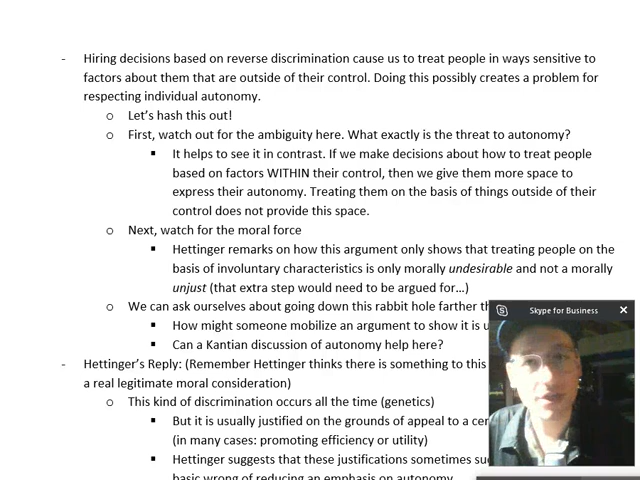 - Hiring decisions based on reverse discrimination cause us to treat people in ways sensitive to
factors about them that are outside of their control. Doing this possibly creates a problem for
respecting individual autonomy.
o Let's hash this out!
o First, watch out for the ambiguity here. What exactly is the threat to autonomy?
▪ It helps to see it in contrast. If we make decisions about how to treat people
based on factors WITHIN their control, then we give them more space to
express their autonomy. Treating them on the basis of things outside of their
control does not provide this space.
o Next, watch for the moral force
▪ Hettinger remarks on how this argument only shows that treating people on the
basis of involuntary characteristics is only morally undesirable and not a morally
unjust (that extra step would need to be argued for…)
o We can ask ourselves about going down this rabbit hole farther
Skype for Business
▪ How might someone mobilize an argument to show it is
▪ Can a Kantian discussion of autonomy help here?
- Hettinger's Reply: (Remember Hettinger thinks there is something to this
a real legitimate moral consideration)
o This kind of discrimination occurs all the time (genetics)
▪ But it is usually justified on the grounds of appeal to a
(in many cases: promoting efficiency or utility)
▪ Hettinger suggests that these justifications sometimes
basic wrong of reducing an emphasis on autonomy